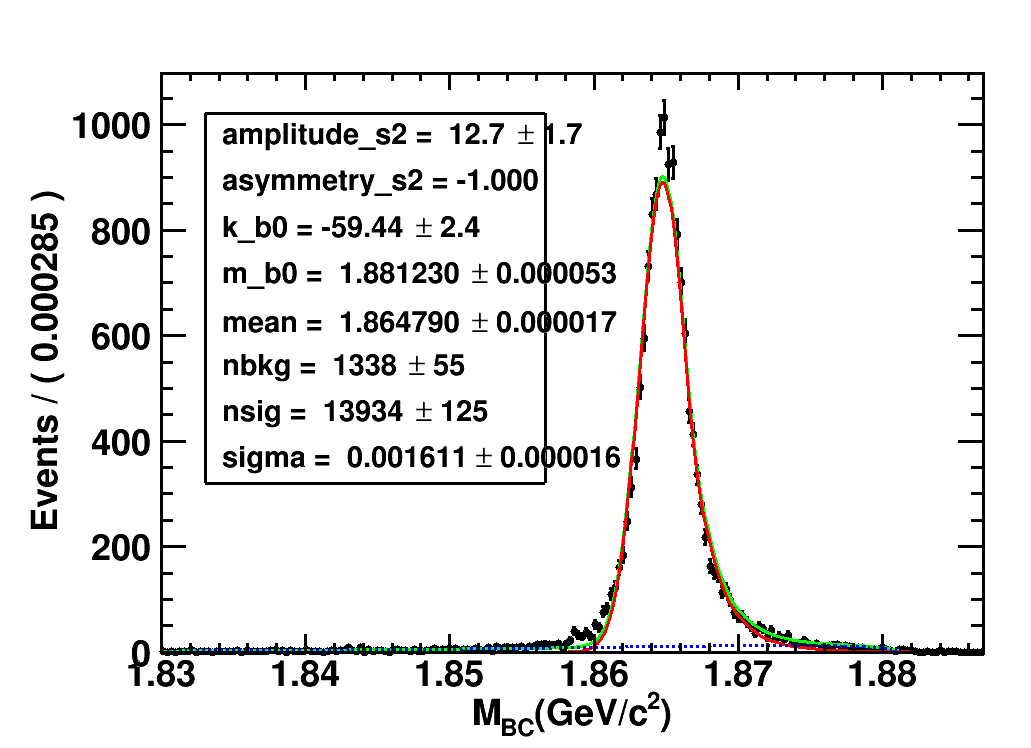 1000
800
600
400
200
0
Events / ( 0.000285 )
amplitude_s2 = 12.7 ± 1.7
asymmetry_s2 = -1.000
k_b0 = -59.44 ± 2.4
m_b0 = 1.881230 ± 0.000053
mean = 1.864790 ± 0.000017
nbkg = 1338 ± 55
nsig = 13934 ± 125
sigma = 0.001611 ± 0.000016
1.83 1.84 1.85 1.86 1.87 1.88
M_BC(GeV/c²)